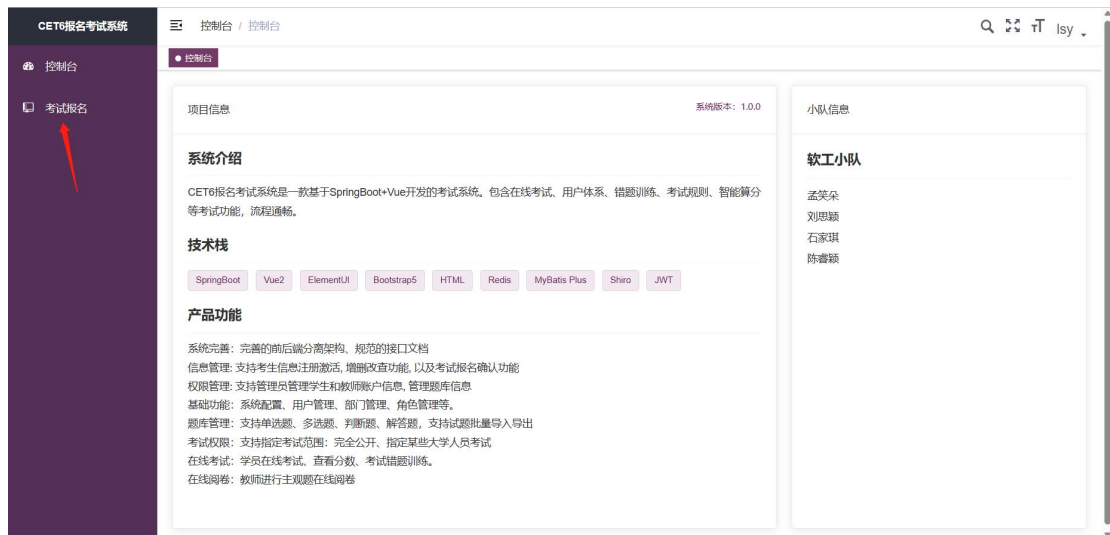 CET6报名考试系统
控制台 / 控制台
lsy
控制台
考试报名
控制台
项目信息
系统版本：1.0.0
系统介绍
CET6报名考试系统是一款基于SpringBoot+Vue开发的考试系统。包含在线考试、用户体系、错题训练、考试规则、智能算分
等考试功能，流程通畅。
技术栈
SpringBoot Vue2 ElementUI Bootstrap5 HTML Redis MyBatis Plus Shiro JWT
产品功能
系统完善：完善的前后端分离架构、规范的接口文档
信息管理: 支持考生信息注册激活, 增删改查功能, 以及考试报名确认功能
权限管理: 支持管理员管理学生和教师账户信息, 管理题库信息
基础功能：系统配置、用户管理、部门管理、角色管理等。
题库管理：支持单选题、多选题、判断题、解答题，支持试题批量导入导出
考试权限：支持指定考试范围：完全公开、指定某些大学人员考试
在线考试：学员在线考试、查看分数、考试错题训练。
在线阅卷：教师进行主观题在线阅卷
小队信息
软工小队
孟笑朵
刘思颖
石家琪
陈睿颖